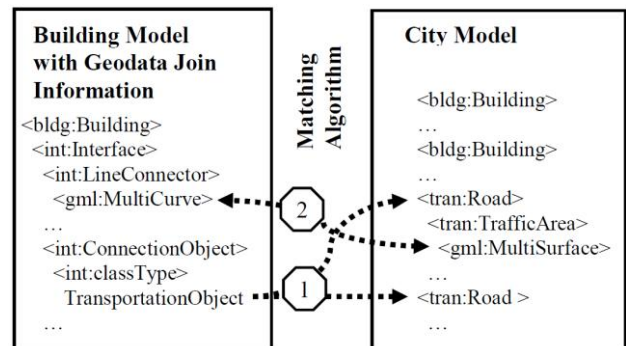 Building Model
with Geodata Join
Information
<bldg:Building>
<int:Interface>
<int:LineConnector>
<gml:MultiCurve>
…
<int:ConnectionObject>
<int:classType>
TransportationObject
…
Matching
Algorithm
2
1
City Model
<bldg:Building>
…
<bldg:Building>
…
<tran:Road>
<tran:TrafficArea>
<gml:MultiSurface>
…
<tran:Road >
…